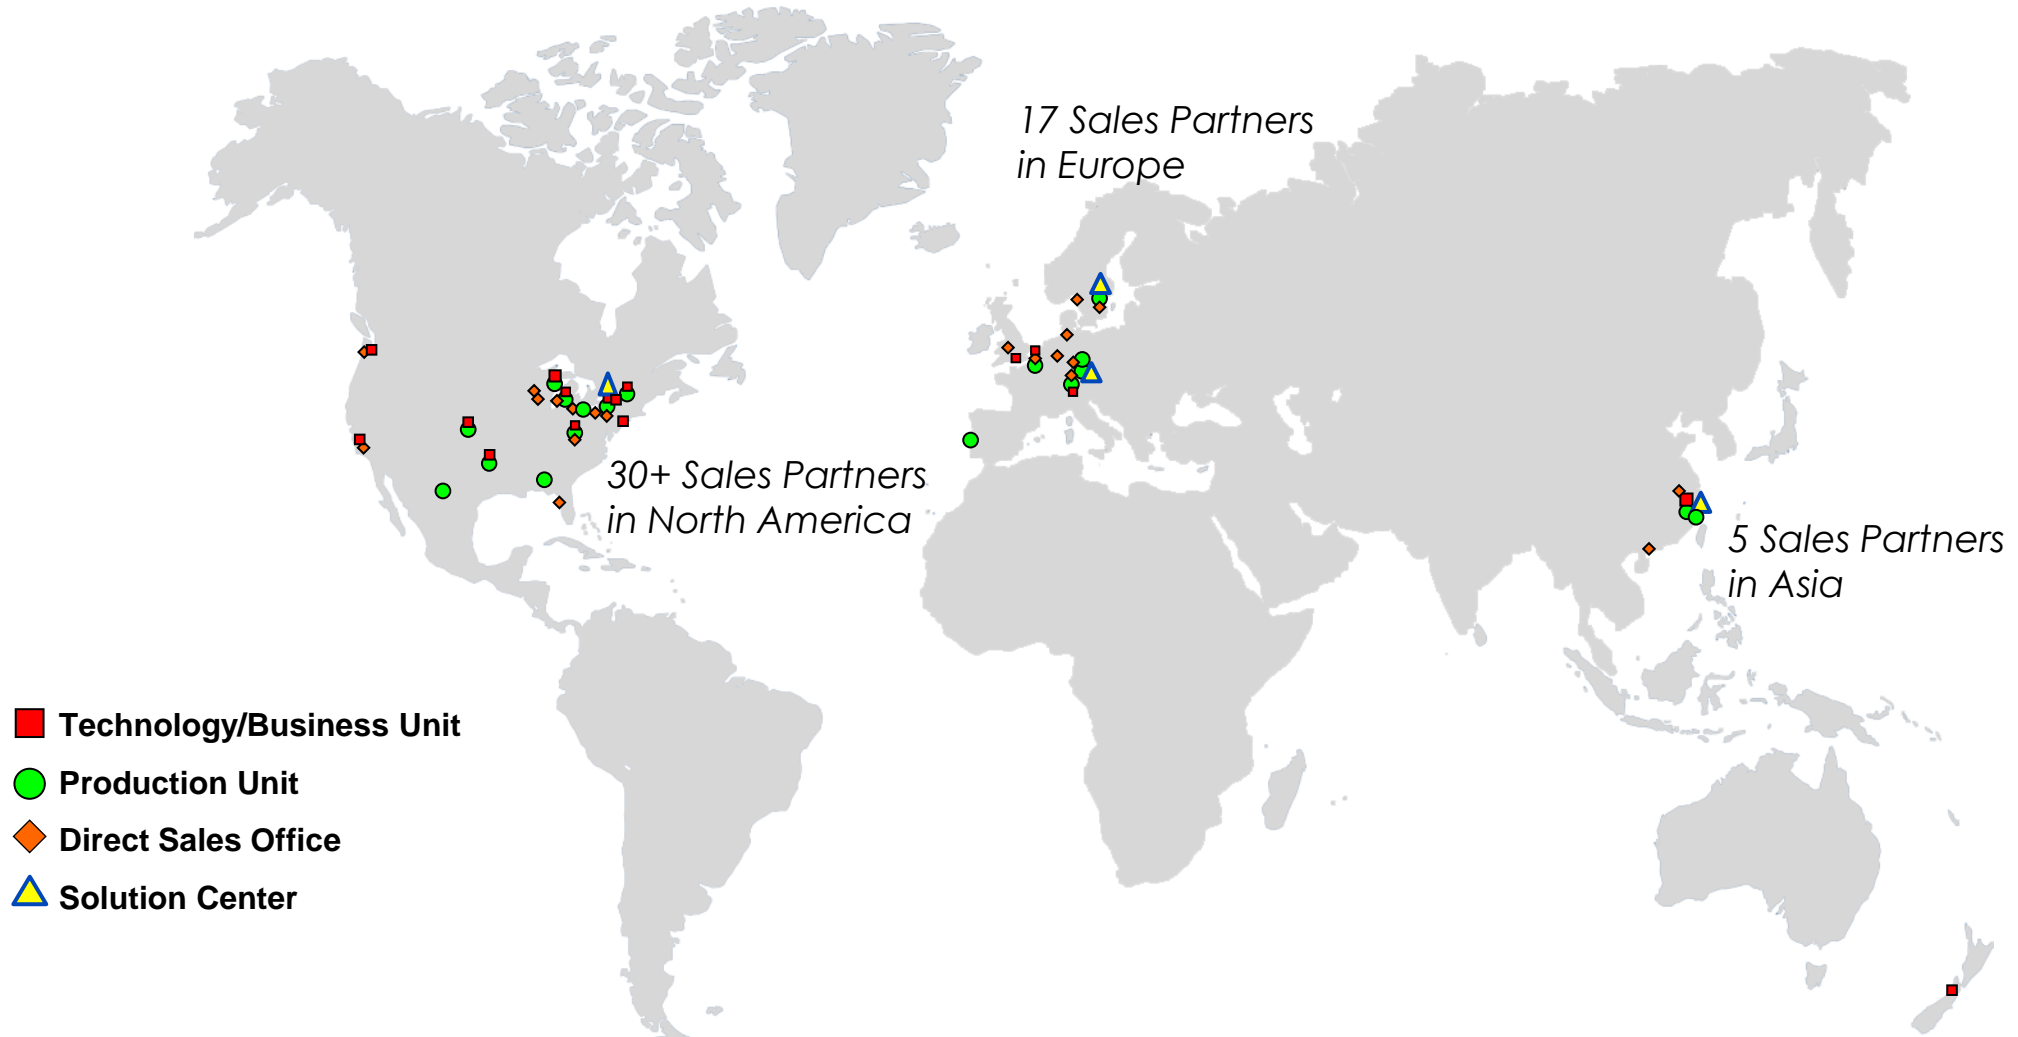 17 Sales Partners
in Europe
30+ Sales Partners
in North America
5 Sales Partners
in Asia
Technology/Business Unit
Production Unit
Direct Sales Office
Solution Center